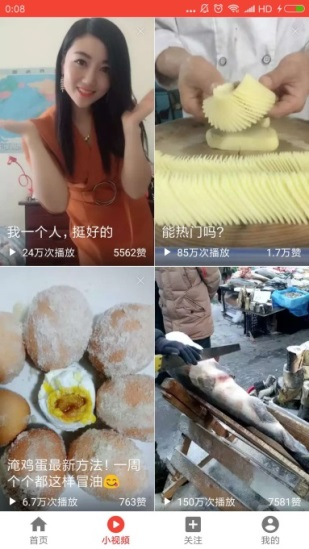 0:08
HD
我一个人，挺好的
24万次播放 5562赞
能热门吗？
85万次播放 1.7万赞
淹鸡蛋最新方法！一周
个个都这样冒油😋
6.7万次播放 763赞
150万次播放 7581赞
首页 小视频 关注 我的